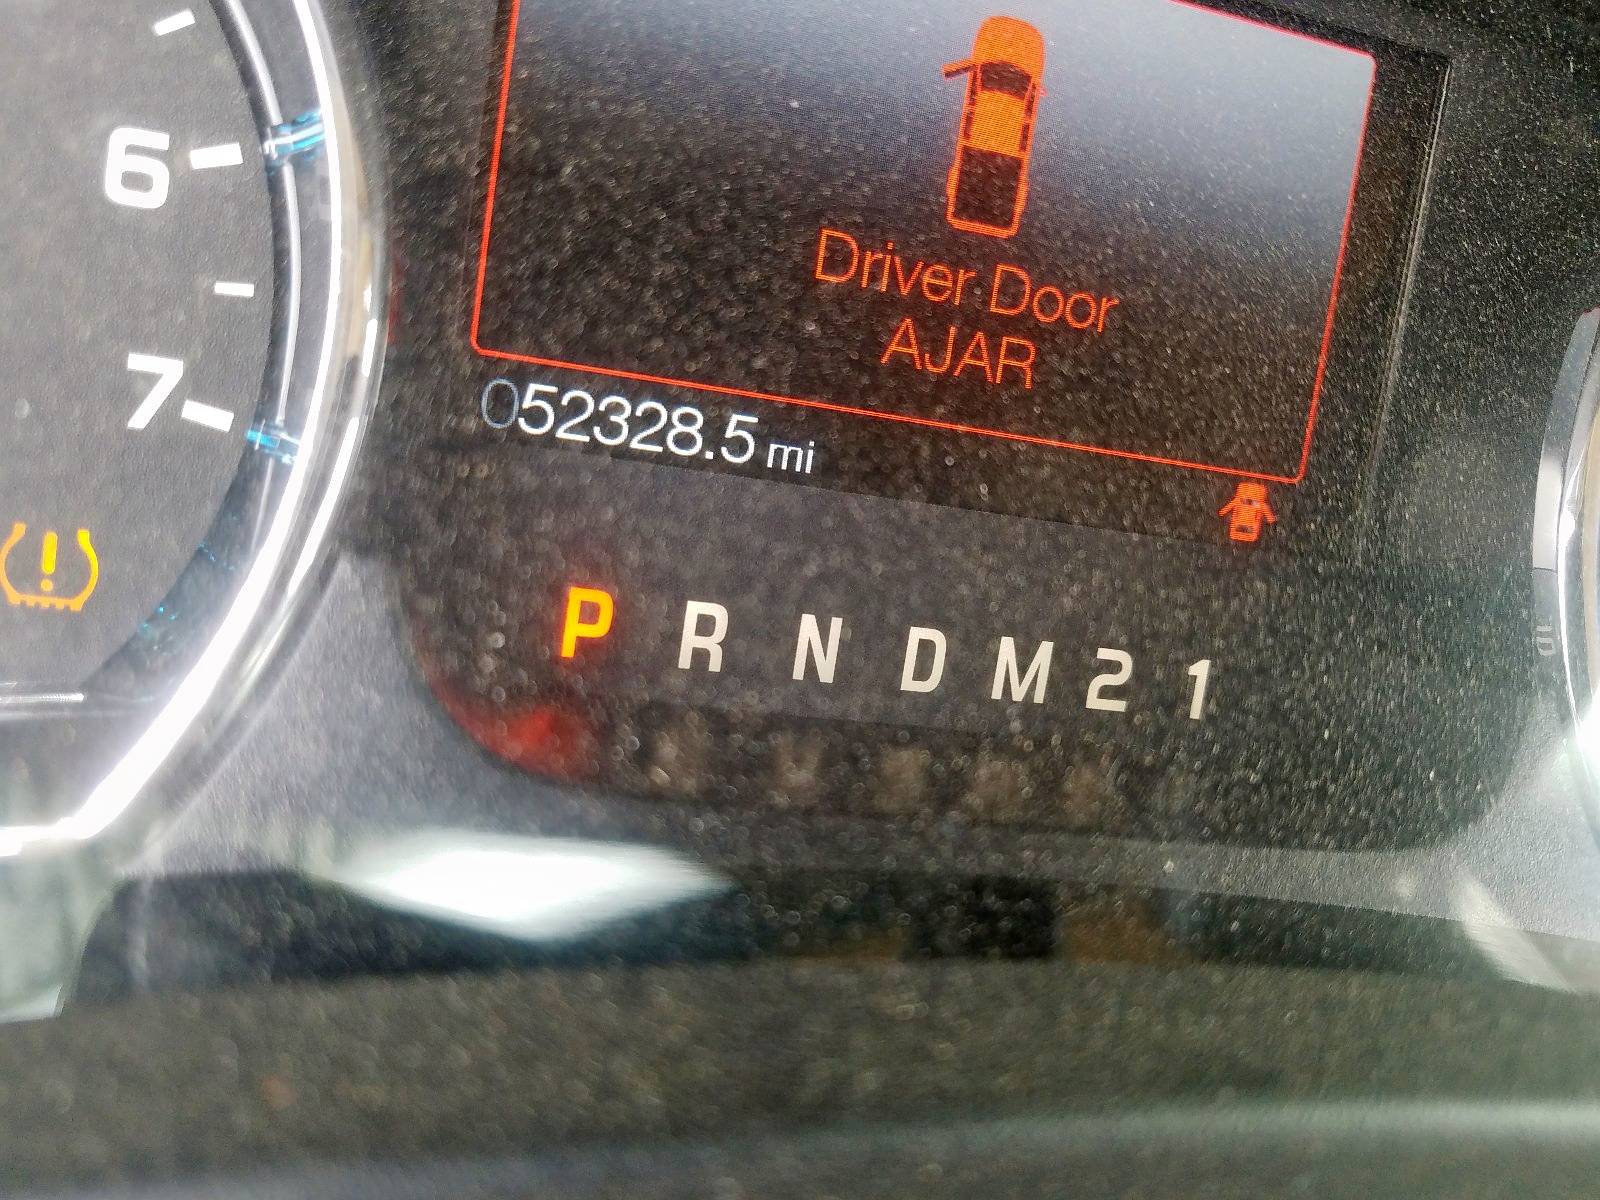 6
7
Driver Door
AJAR
052328.5 mi
P R N D M 2 1